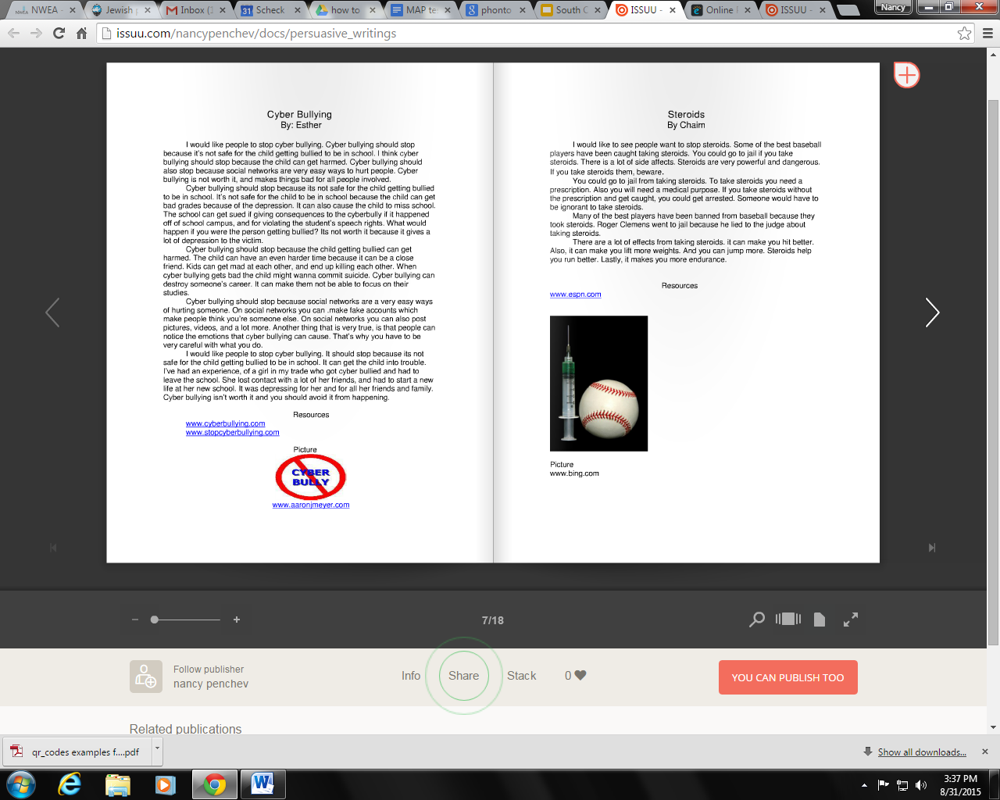 NWEA -
Jewish p
Inbox (1
31 Scheck
how to
MAP te
phonto
South C
ISSUU -
Online
ISSUU -
Nancy
issuu.com/nancypenchev/docs/persuasive_writings
Cyber Bullying
By: Esther
I would like people to stop cyber bullying. Cyber bullying should stop
because it's not safe for the child getting bullied to be in school. I think cyber
bullying should stop because the child can get harmed. Cyber bullying should
also stop because social networks are very easy ways to hurt people. Cyber
bullying is not worth it, and makes things bad for all people involved.
Cyber bullying should stop because its not safe for the child getting bullied
to be in school. It's not safe for the child to be in school because the child can get
bad grades because of the depression. It can also cause the child to miss school.
The school can get sued if giving consequences to the cyberbully if it happened
off of school campus, and for violating the student's speech rights. What would
happen if you were the person getting bullied? Its not worth it because it gives a
lot of depression to the victim.
Cyber bullying should stop because the child getting bullied can get
harmed. The child can have an even harder time because it can be a close
friend. Kids can get mad at each other, and end up killing each other. When
cyber bullying gets bad the child might wanna commit suicide. Cyber bullying can
destroy someone's career. It can make them not be able to focus on their
studies.
Cyber bullying should stop because social networks are a very easy ways
of hurting someone. On social networks you can .make fake accounts which
make people think you're someone else. On social networks you can also post
pictures, videos, and a lot more. Another thing that is very true, is that people can
notice the emotions that cyber bullying can cause. That's why you have to be
very careful with what you do.
I would like people to stop cyber bullying. It should stop because its not
safe for the child getting bullied to be in school. It can get the child into trouble.
I've had an experience, of a girl in my trade who got cyber bullied and had to
leave the school. She lost contact with a lot of her friends, and had to start a new
life at her new school. It was depressing for her and for all her friends and family.
Cyber bullying isn't worth it and you should avoid it from happening.
Resources
www.cyberbullying.com
www.stopcyberbullying.com
Picture
CYBER
BULLY
www.aaronjmeyer.com
Steroids
By Chaim
I would like to see people want to stop steroids. Some of the best baseball
players have been caught taking steroids. You could go to jail if you take
steroids. There is a lot of side affects. Steroids are very powerful and dangerous.
If you take steroids them, beware.
You could go to jail from taking steroids. To take steroids you need a
prescription. Also you will need a medical purpose. If you take steroids without
the prescription and get caught, you could get arrested. Someone would have to
be ignorant to take steroids.
Many of the best players have been banned from baseball because they
took steroids. Roger Clemens went to jail because he lied to the judge about
taking steroids.
There are a lot of effects from taking steroids. it can make you hit better.
Also, it can make you lift more weights. And you can jump more. Steroids help
you run better. Lastly, it makes you more endurance.
Resources
www.espn.com
Picture
www.bing.com
7/18
Follow publisher
nancy penchev
Info
Share
Stack
0
YOU CAN PUBLISH TOO
Related publications
qr_codes examples f....pdf
Show all downloads...
3:37 PM
8/31/2015